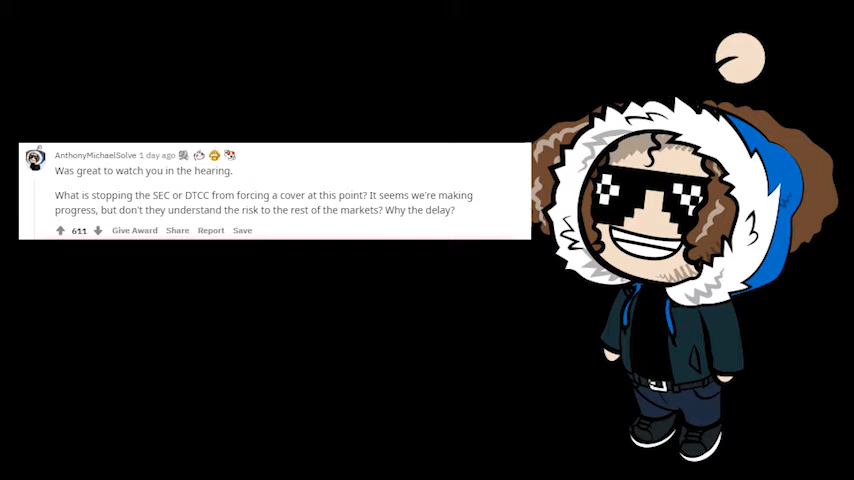 AnthonyMichaelSolve 1 day ago
Was great to watch you in the hearing.
What is stopping the SEC or DTCC from forcing a cover at this point? It seems we're making
progress, but don't they understand the risk to the rest of the markets? Why the delay?
611 Give Award Share Report Save